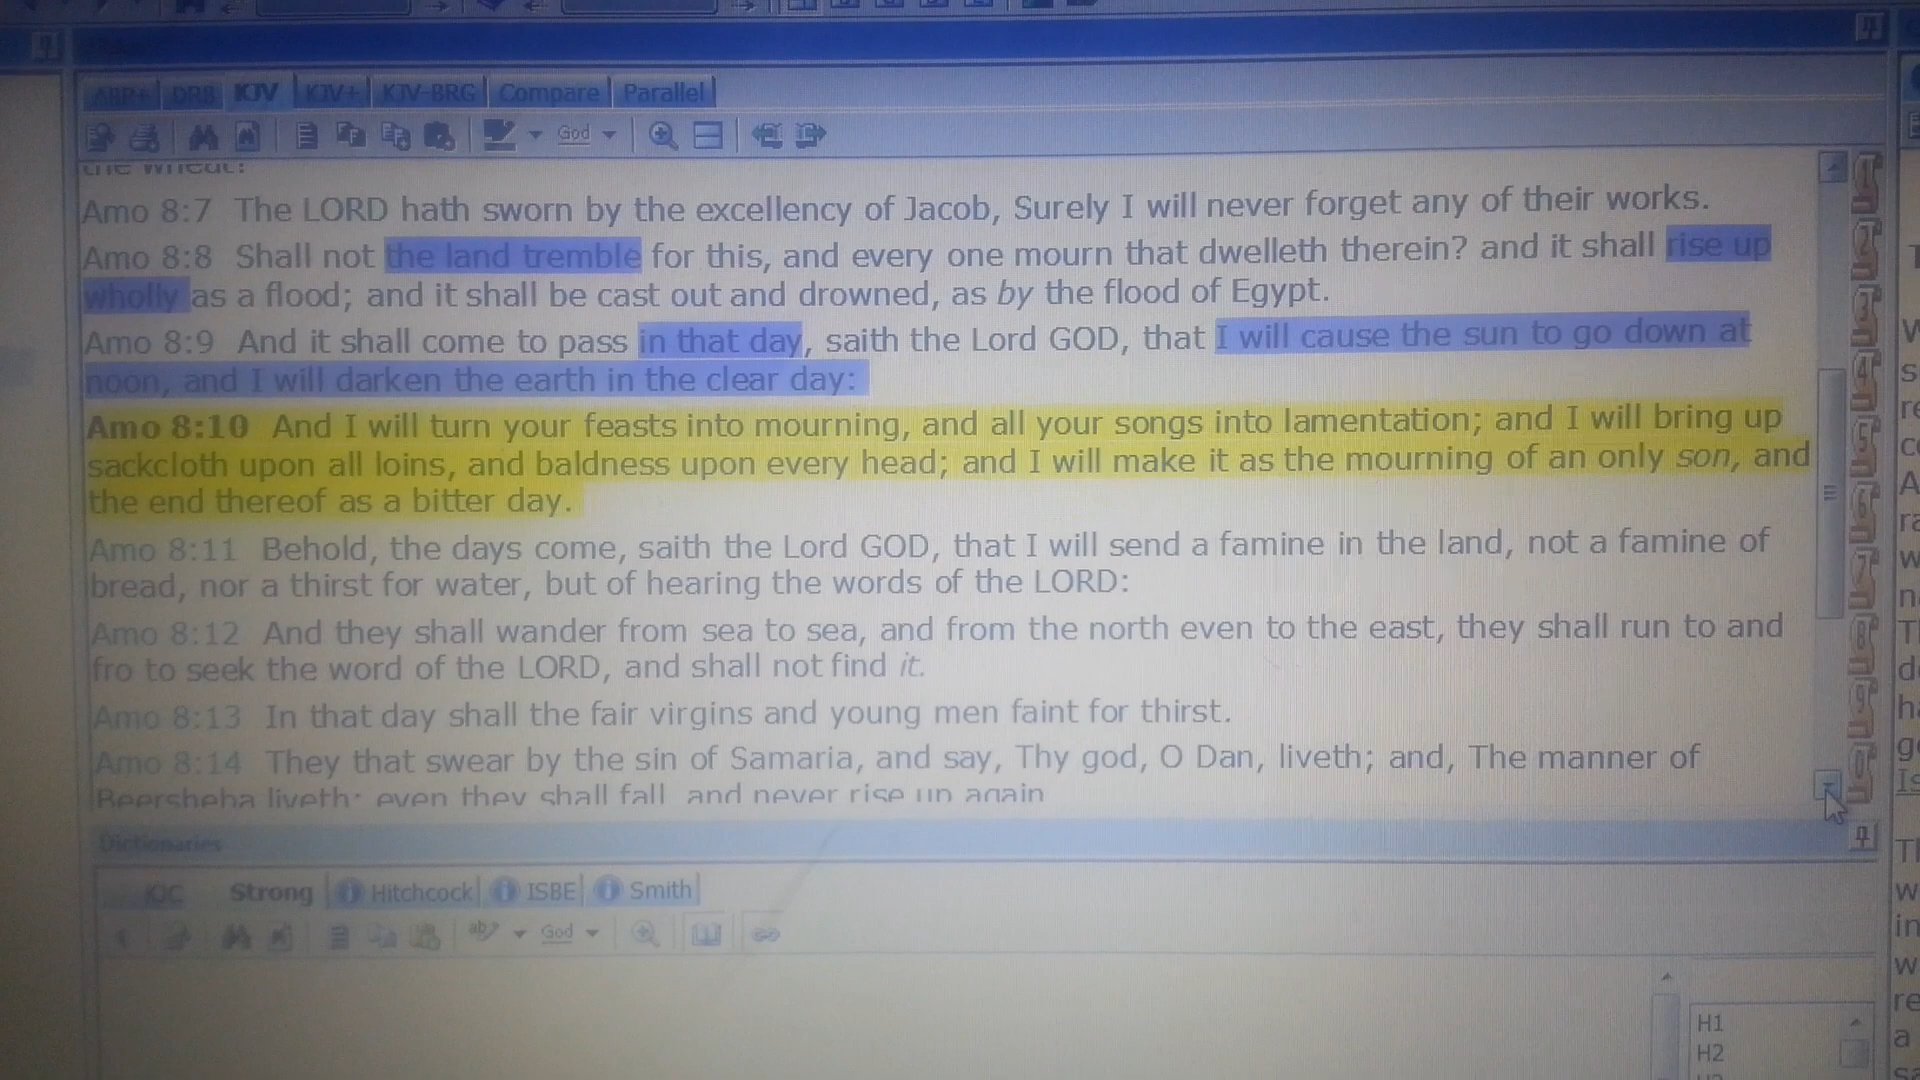 ABP+ DRB KJV KJV+ KJV-BRG Compare Parallel
God
the wheat?
Amo 8:7 The LORD hath sworn by the excellency of Jacob, Surely I will never forget any of their works.
Amo 8:8 Shall not the land tremble for this, and every one mourn that dwelleth therein? and it shall rise up
wholly as a flood; and it shall be cast out and drowned, as by the flood of Egypt.
Amo 8:9 And it shall come to pass in that day, saith the Lord GOD, that I will cause the sun to go down at
noon, and I will darken the earth in the clear day:
Amo 8:10 And I will turn your feasts into mourning, and all your songs into lamentation; and I will bring up
sackcloth upon all loins, and baldness upon every head; and I will make it as the mourning of an only son, and
the end thereof as a bitter day.
Amo 8:11 Behold, the days come, saith the Lord GOD, that I will send a famine in the land, not a famine of
bread, nor a thirst for water, but of hearing the words of the LORD:
Amo 8:12 And they shall wander from sea to sea, and from the north even to the east, they shall run to and
fro to seek the word of the LORD, and shall not find it.
Amo 8:13 In that day shall the fair virgins and young men faint for thirst.
Amo 8:14 They that swear by the sin of Samaria, and say, Thy god, O Dan, liveth; and, The manner of
Beersheba liveth; even they shall fall, and never rise up again
Dictionaries
Strong Hitchcock ISBE Smith
God
H1
H2